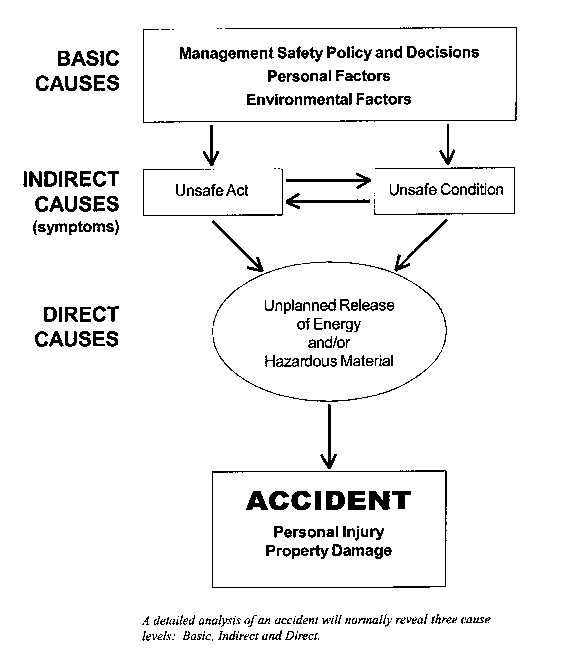 BASIC
CAUSES
Management Safety Policy and Decisions
Personal Factors
Environmental Factors
INDIRECT
CAUSES
(symptoms)
Unsafe Act
Unsafe Condition
DIRECT
CAUSES
Unplanned Release
of Energy
and/or
Hazardous Material
ACCIDENT
Personal Injury
Property Damage
A detailed analysis of an accident will normally reveal three cause
levels: Basic, Indirect and Direct.